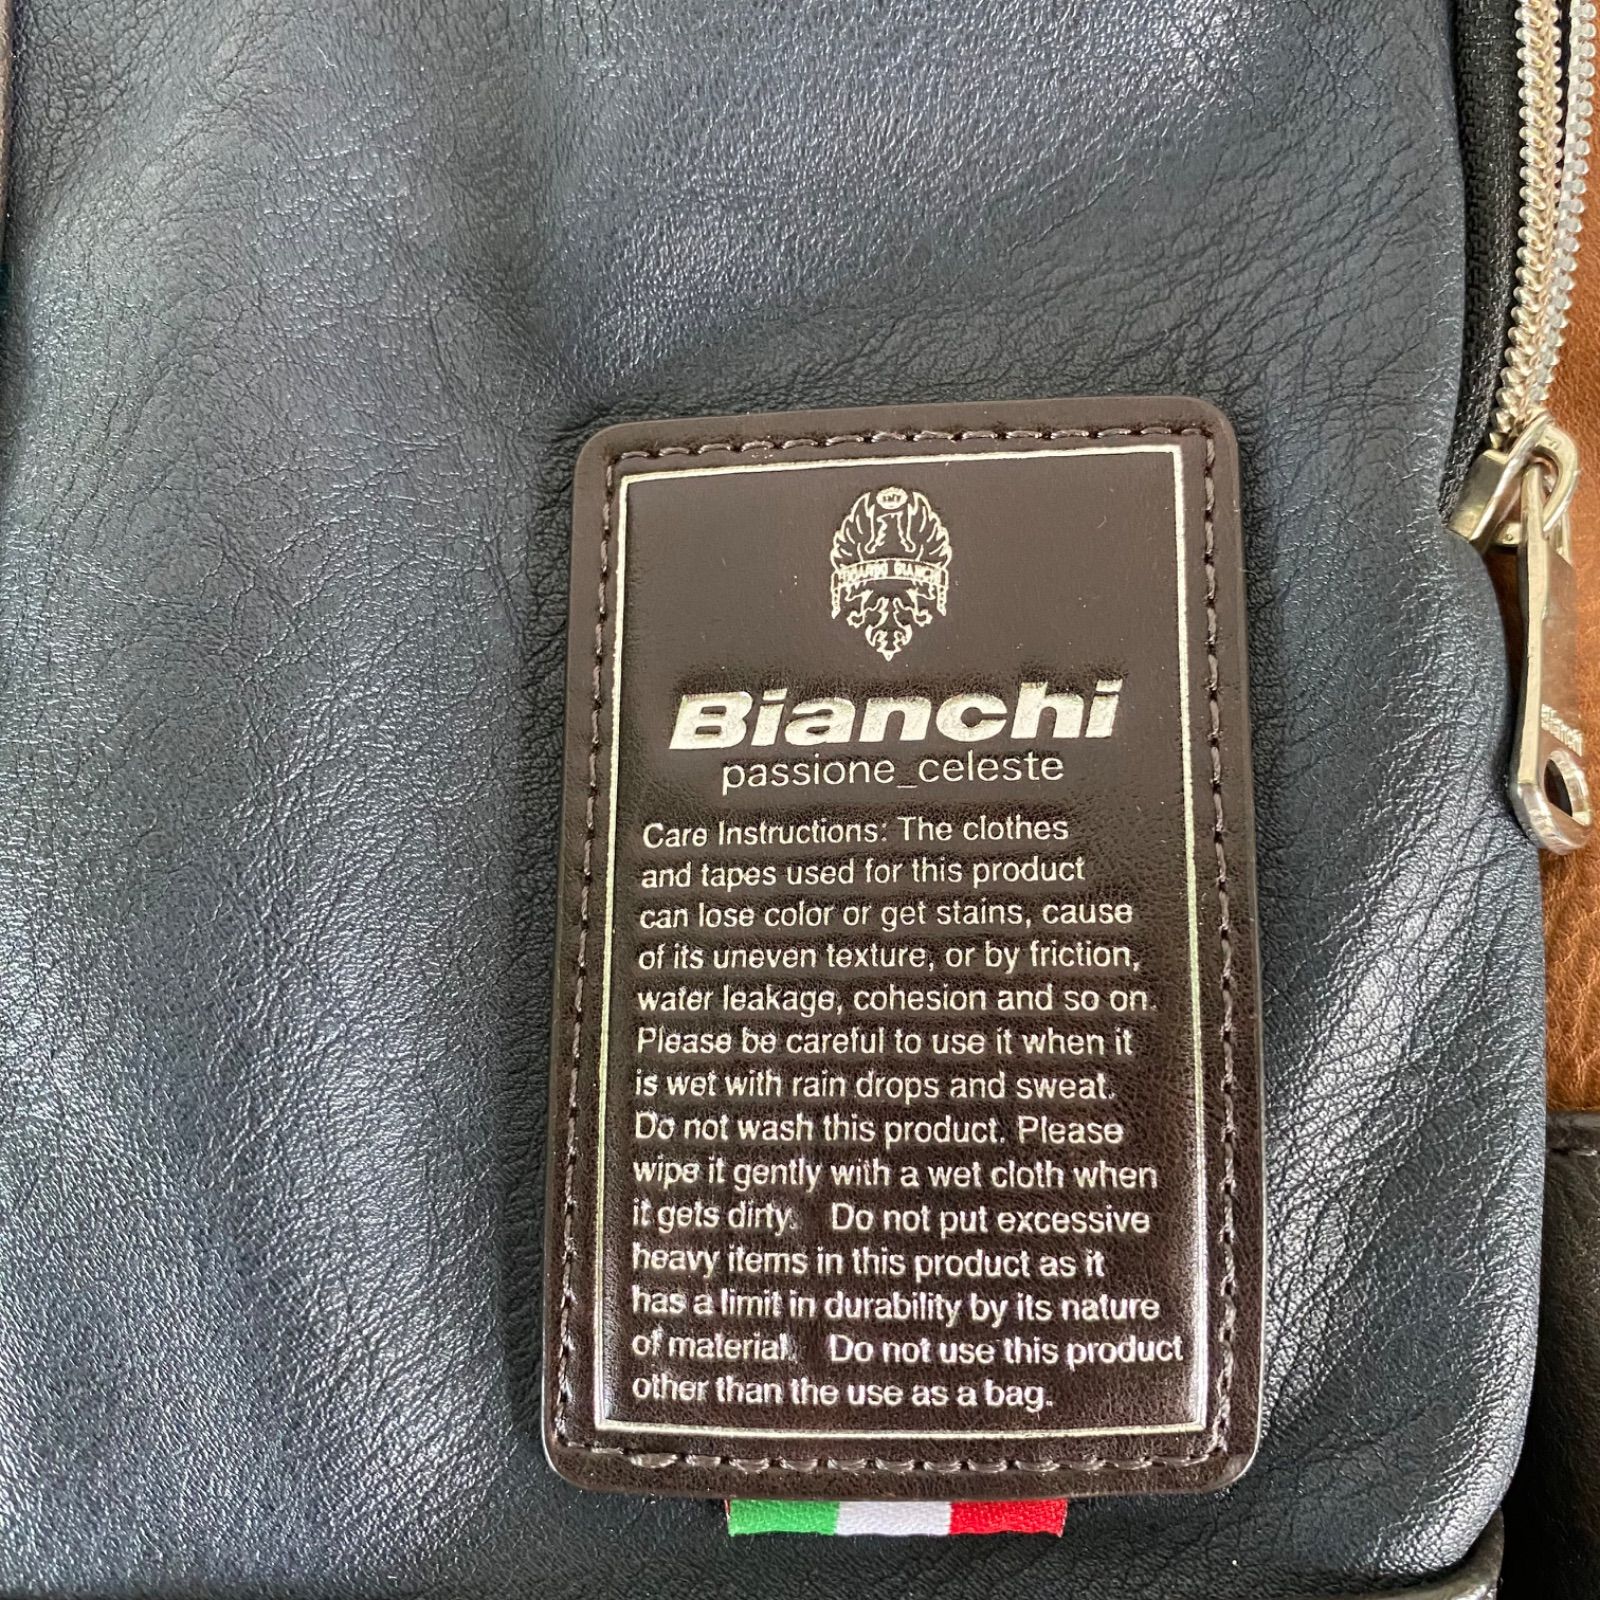 EDOARDO BIANCHI
Bianchi
passione_celeste
Care Instructions: The clothes
and tapes used for this product
can lose color or get stains, cause
of its uneven texture, or by friction,
water leakage, cohesion and so on.
Please be careful to use it when it
is wet with rain drops and sweat.
Do not wash this product. Please
wipe it gently with a wet cloth when
it gets dirty. Do not put excessive
heavy items in this product as it
has a limit in durability by its nature
of material. Do not use this product
other than the use as a bag.
Bianchi